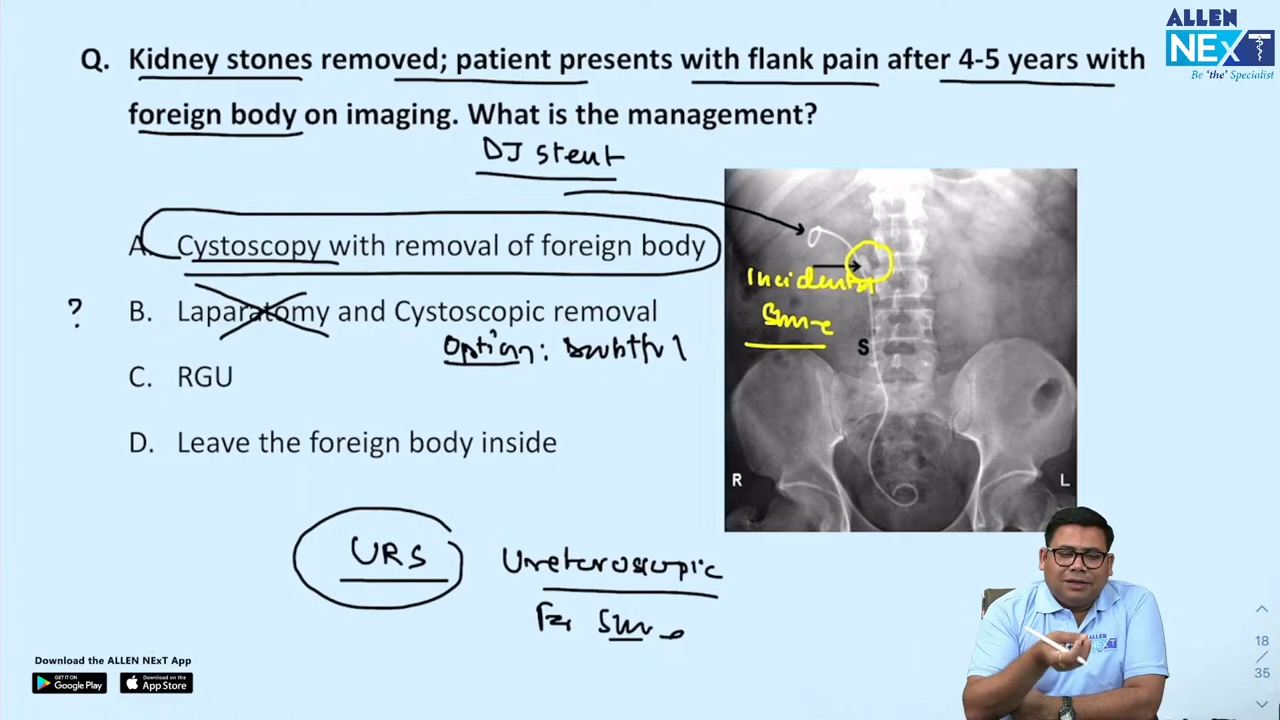 ALLEN
NExT
Be 'the' Specialist
Q. Kidney stones removed; patient presents with flank pain after 4-5 years with
foreign body on imaging. What is the management?
DJ stent
A. Cystoscopy with removal of foreign body
? B. Laparatomy and Cystoscopic removal
Option: Doubtful
C. RGU
D. Leave the foreign body inside
Incidental
S
R
L
URS
Ureteroscopic
For
ALLEN
NEXT
Download the ALLEN NExT App
GET IT ON
Google Play
Download on the
App Store
18
/
35